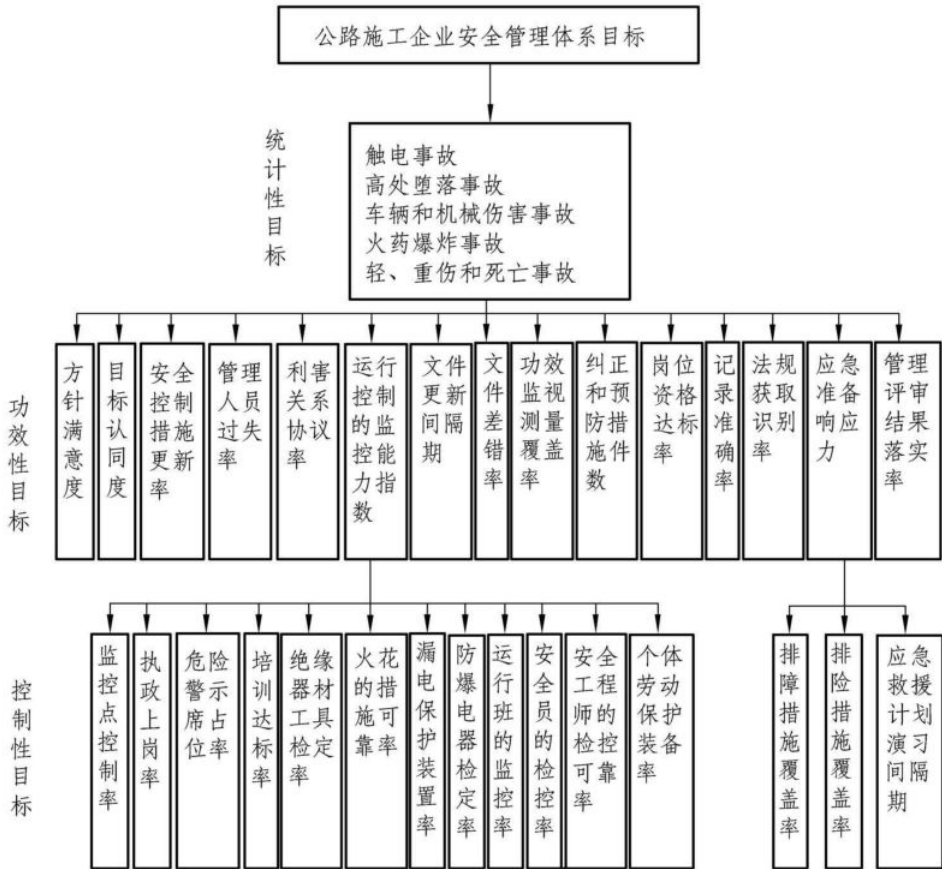 公路施工企业安全管理体系目标
统计性目标
触电事故
高处堕落事故
车辆和机械伤害事故
火药爆炸事故
轻、重伤和死亡事故
功效性目标
方针满意度
目标认同度
安全控制措施更新率
管理人员过失率
利害关系协议率
运行控制的监控能力指数
文件更新间隔期
文件差错率
功效监视测量覆盖率
纠正和预防措施件数
岗位资格达标率
记录准确率
法规获取识别率
应急准备响应力
管理评审结果落实率
控制性目标
监控点控制率
执政上岗率
危险警示席占位率
培训达标率
绝缘器材工具检定率
火花的措施可靠率
漏电保护装置率
防爆电器检定率
运行班的监控率
安全员的检控率
安全工程师的检控可靠率
个体劳动保护装备率
排障措施覆盖率
排险措施覆盖率
应急救援计划演习间隔期